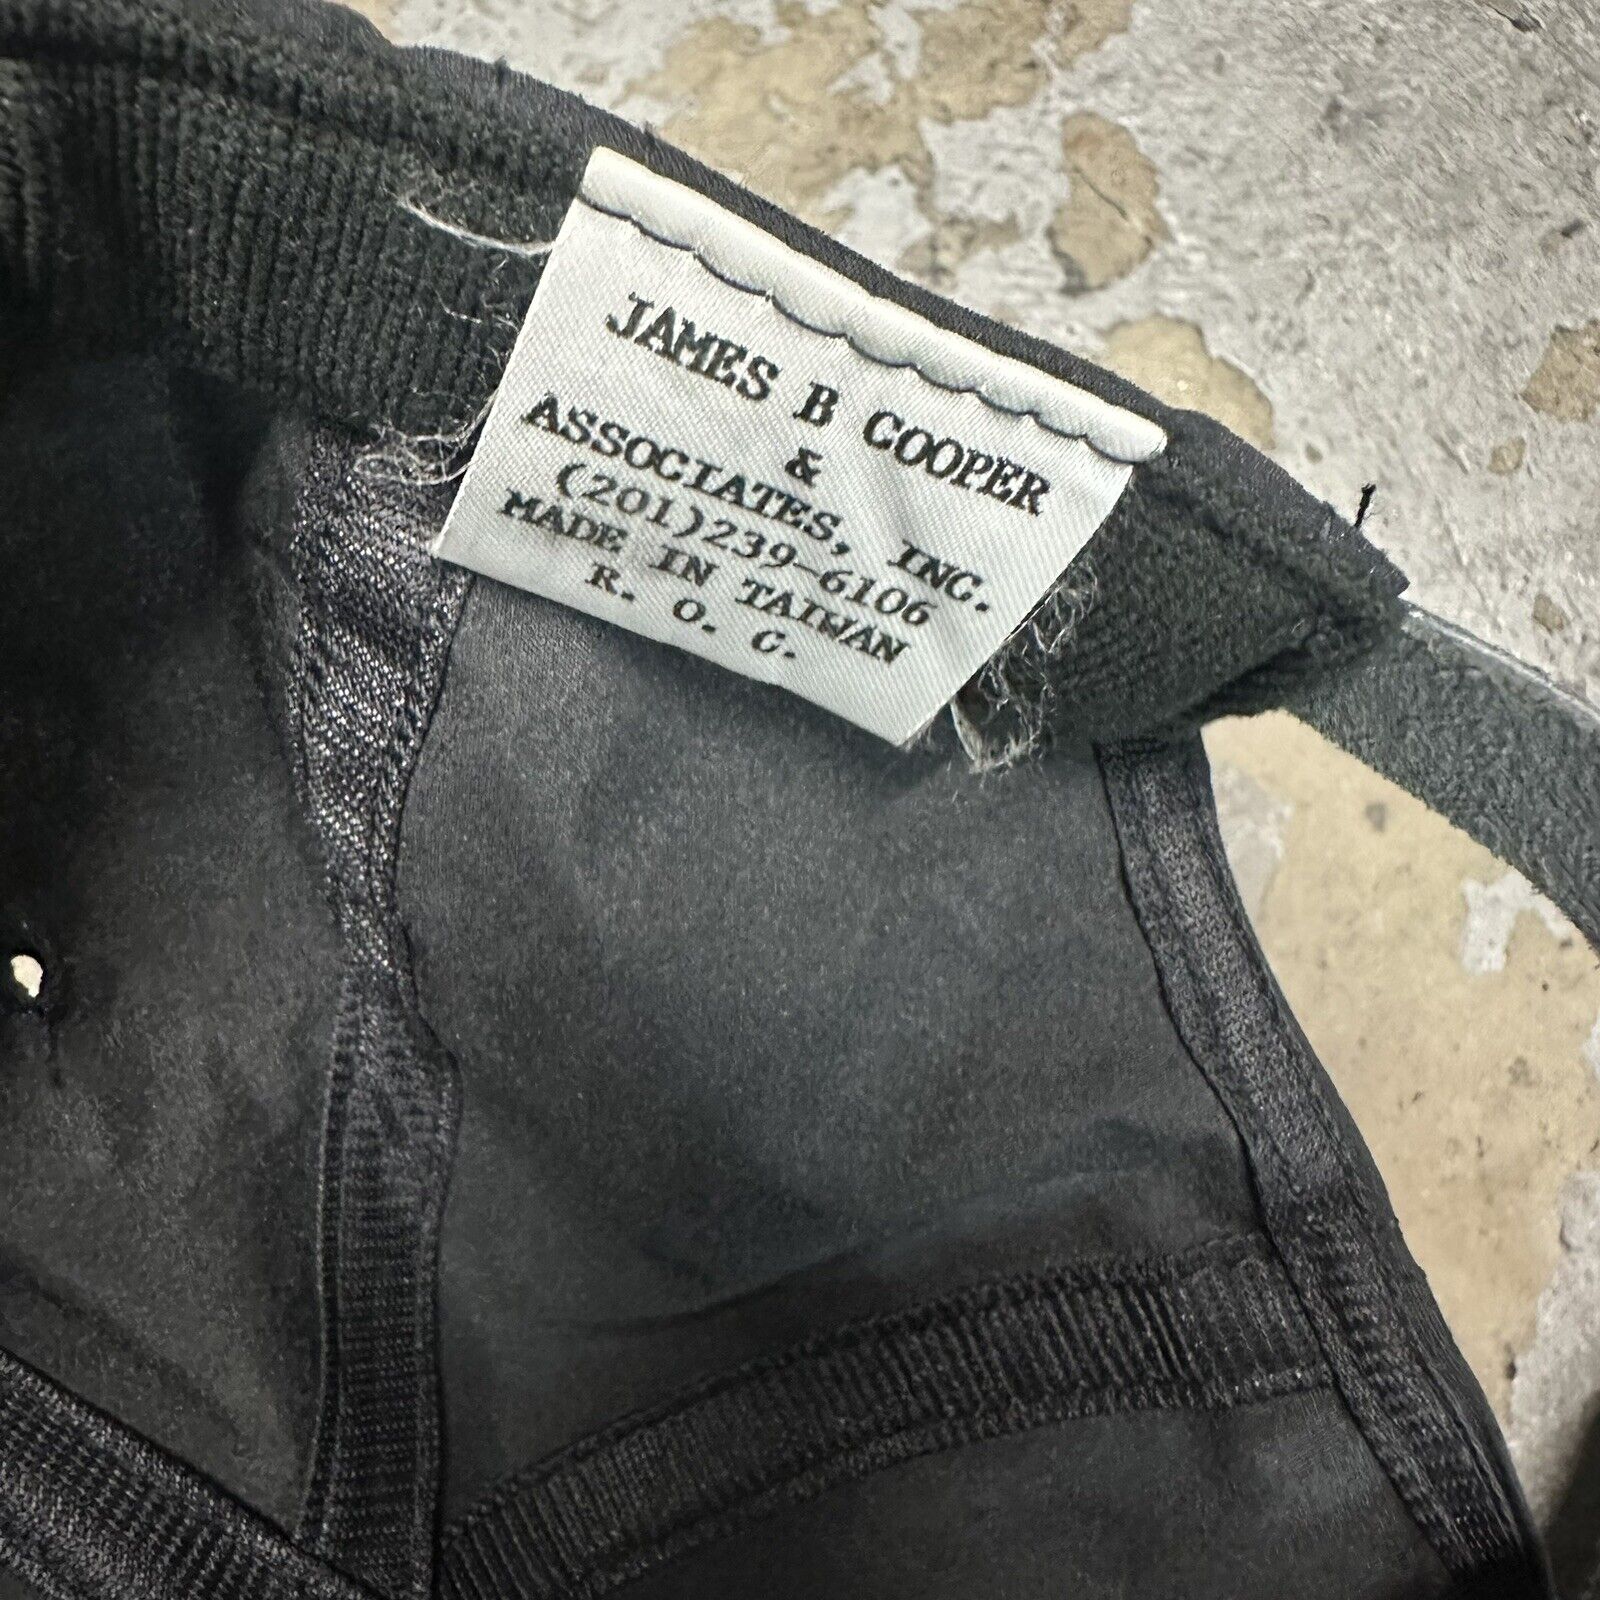 JAMES B COOPER
&
ASSOCIATES, INC.
(201)239-6106
MADE IN TAIWAN
R. O. C.